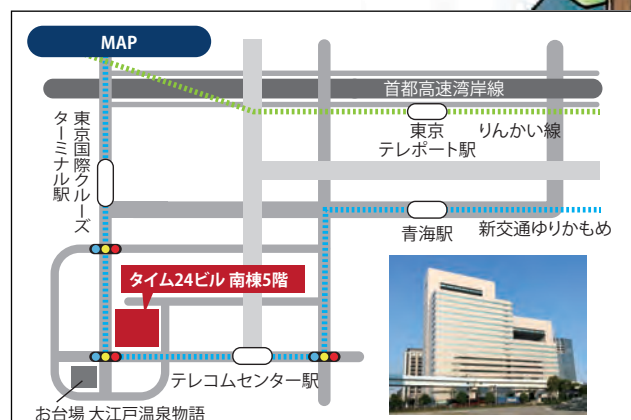 MAP
首都高速湾岸線
東京
テレポート駅
りんかい線
東京国際クルーズ
ターミナル駅
青海駅
新交通ゆりかもめ
タイム24ビル 南棟5階
テレコムセンター駅
お台場 大江戸温泉物語